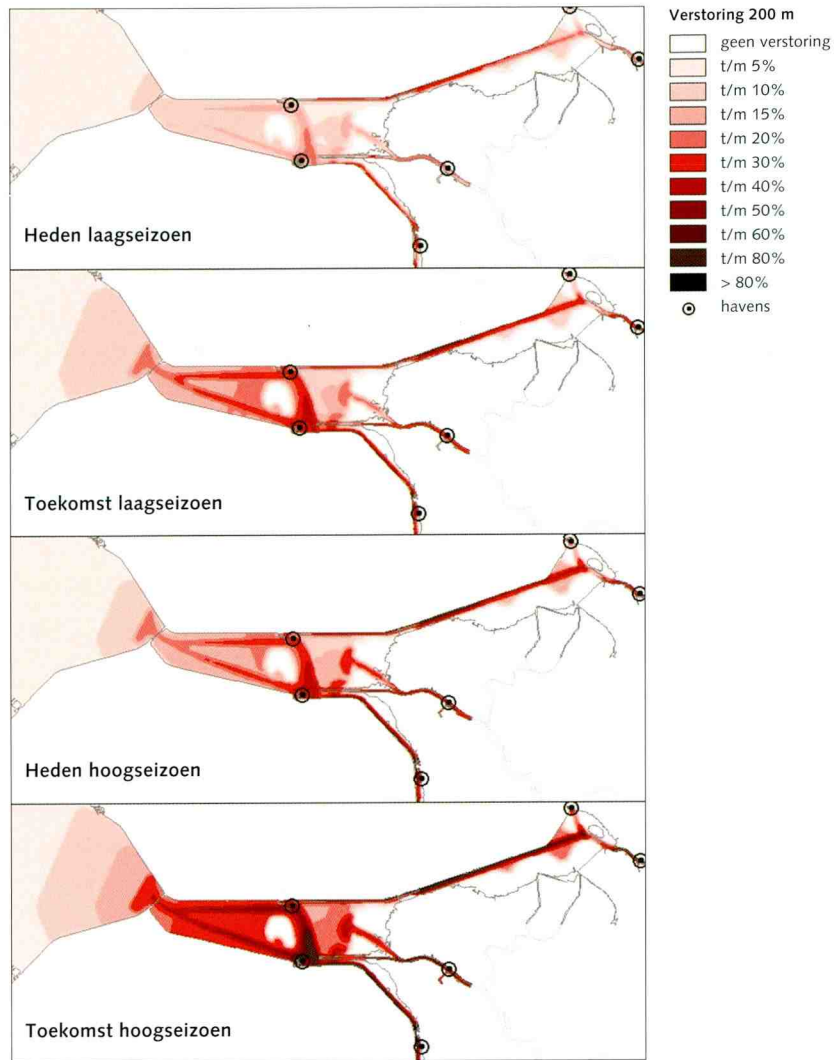 Verstoring 200 m
geen verstoring
t/m 5%
t/m 10%
t/m 15%
t/m 20%
t/m 30%
t/m 40%
t/m 50%
t/m 60%
t/m 80%
> 80%
havens
Heden laagseizoen
Toekomst laagseizoen
Heden hoogseizoen
Toekomst hoogseizoen